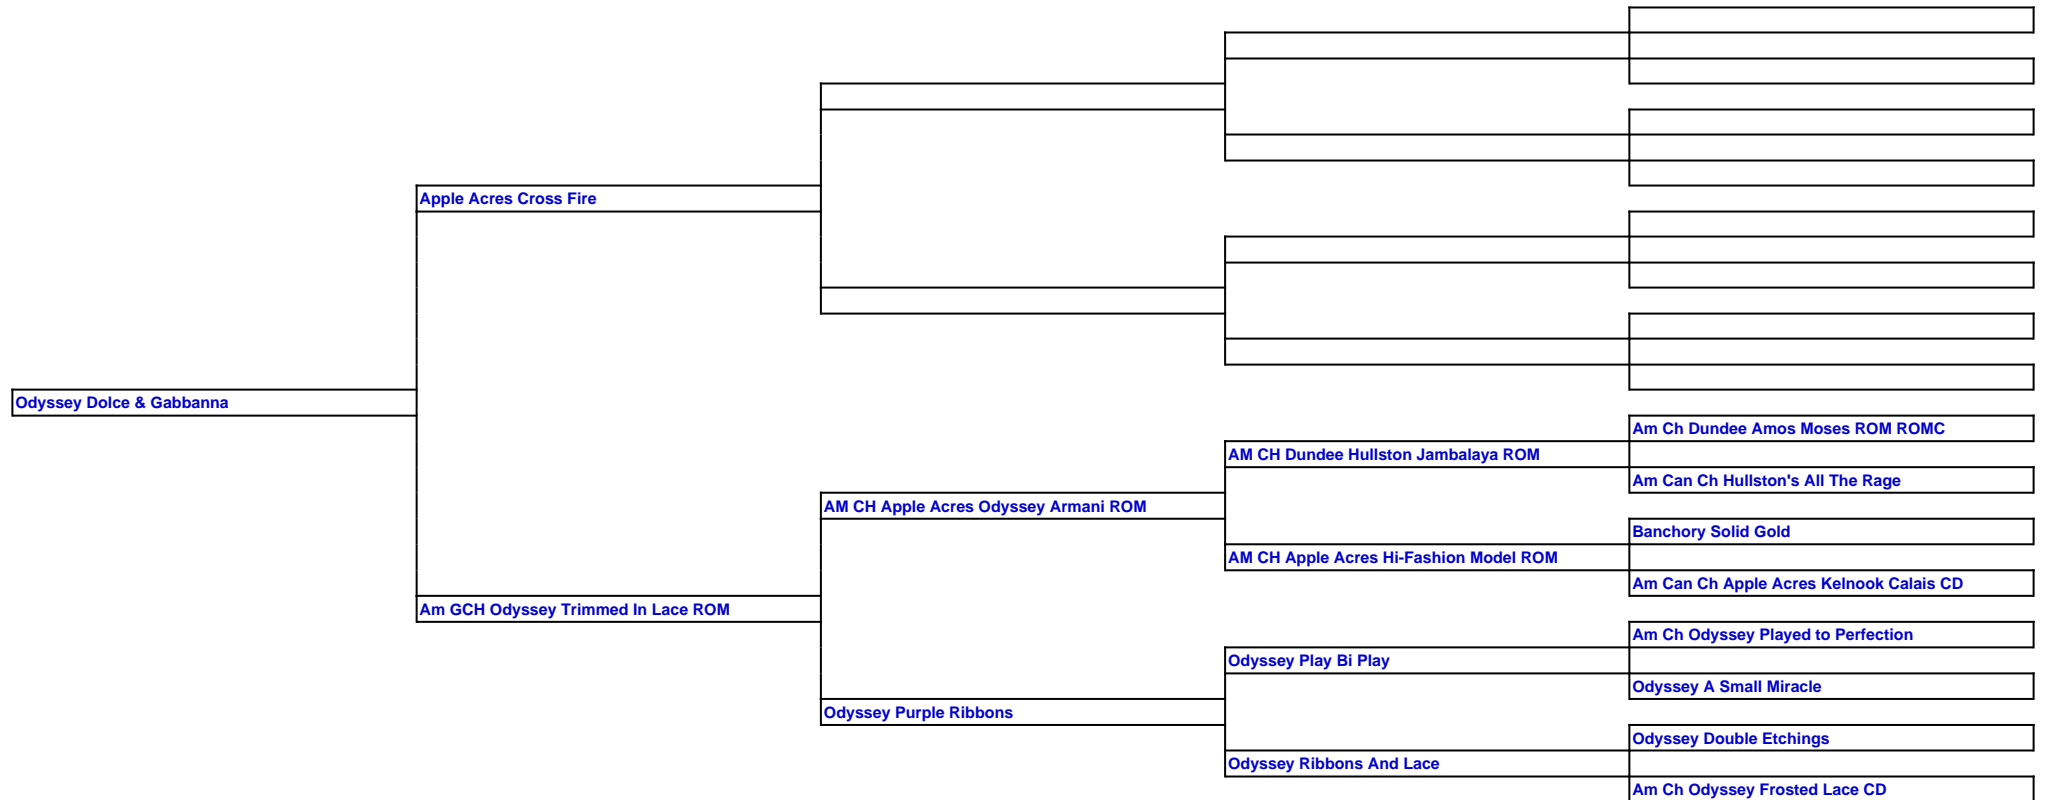 Apple Acres Cross Fire
Odyssey Dolce & Gabbanna
Am Ch Dundee Amos Moses ROM ROMC
AM CH Dundee Hullston Jambalaya ROM
Am Can Ch Hullston's All The Rage
AM CH Apple Acres Odyssey Armani ROM
Banchory Solid Gold
AM CH Apple Acres Hi-Fashion Model ROM
Am Can Ch Apple Acres Kelnook Calais CD
Am GCH Odyssey Trimmed In Lace ROM
Am Ch Odyssey Played to Perfection
Odyssey Play Bi Play
Odyssey A Small Miracle
Odyssey Purple Ribbons
Odyssey Double Etchings
Odyssey Ribbons And Lace
Am Ch Odyssey Frosted Lace CD